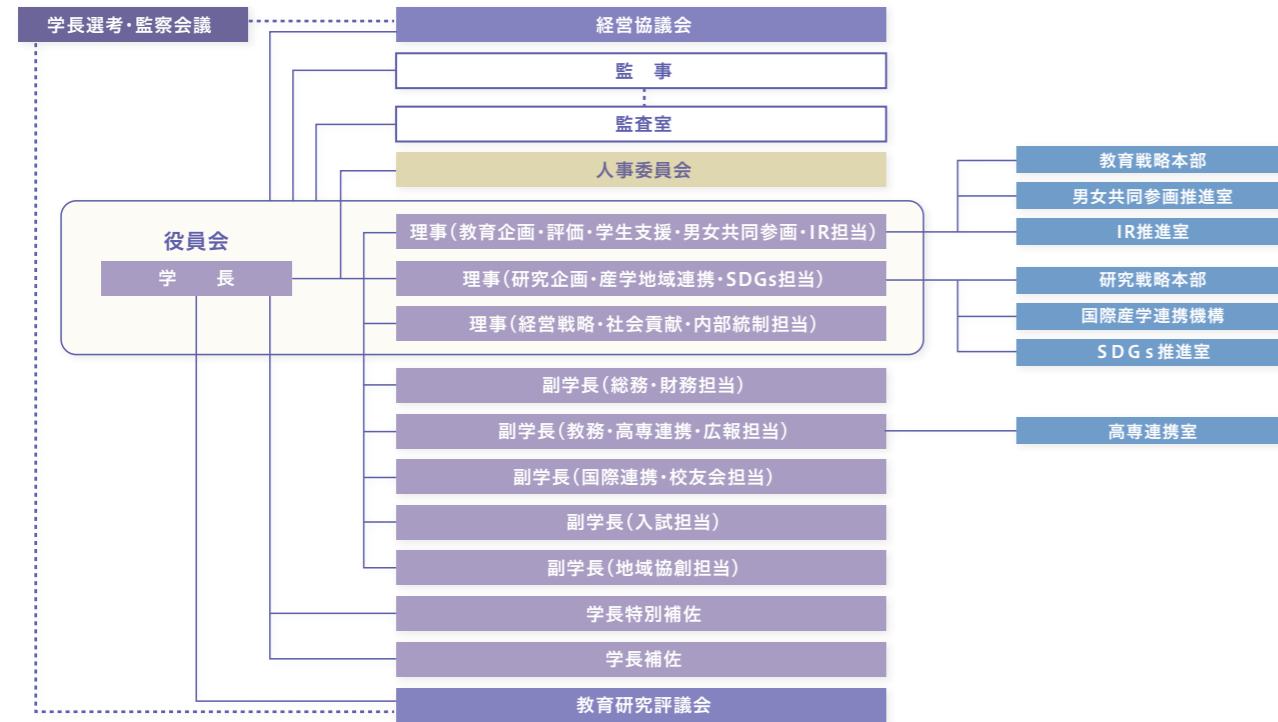 学長選考・監察会議
経営協議会
監　事
監査室
人事委員会
役員会
学　長
理事（教育企画・評価・学生支援・男女共同参画・IR担当）
理事（研究企画・産学地域連携・SDGs担当）
理事（経営戦略・社会貢献・内部統制担当）
教育戦略本部
男女共同参画推進室
IR推進室
研究戦略本部
国際産学連携機構
SDGs推進室
副学長（総務・財務担当）
副学長（教務・高専連携・広報担当）
高専連携室
副学長（国際連携・校友会担当）
副学長（入試担当）
副学長（地域協創担当）
学長特別補佐
学長補佐
教育研究評議会